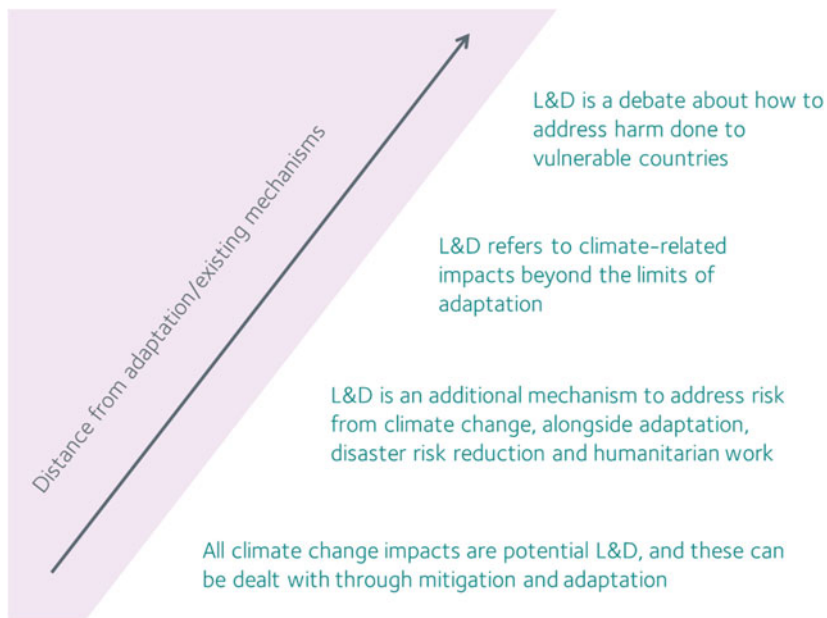 L&D is a debate about how to
address harm done to
vulnerable countries
Distance from adaptation/existing mechanisms
L&D refers to climate-related
impacts beyond the limits of
adaptation
L&D is an additional mechanism to address risk
from climate change, alongside adaptation,
disaster risk reduction and humanitarian work
All climate change impacts are potential L&D, and these can
be dealt with through mitigation and adaptation